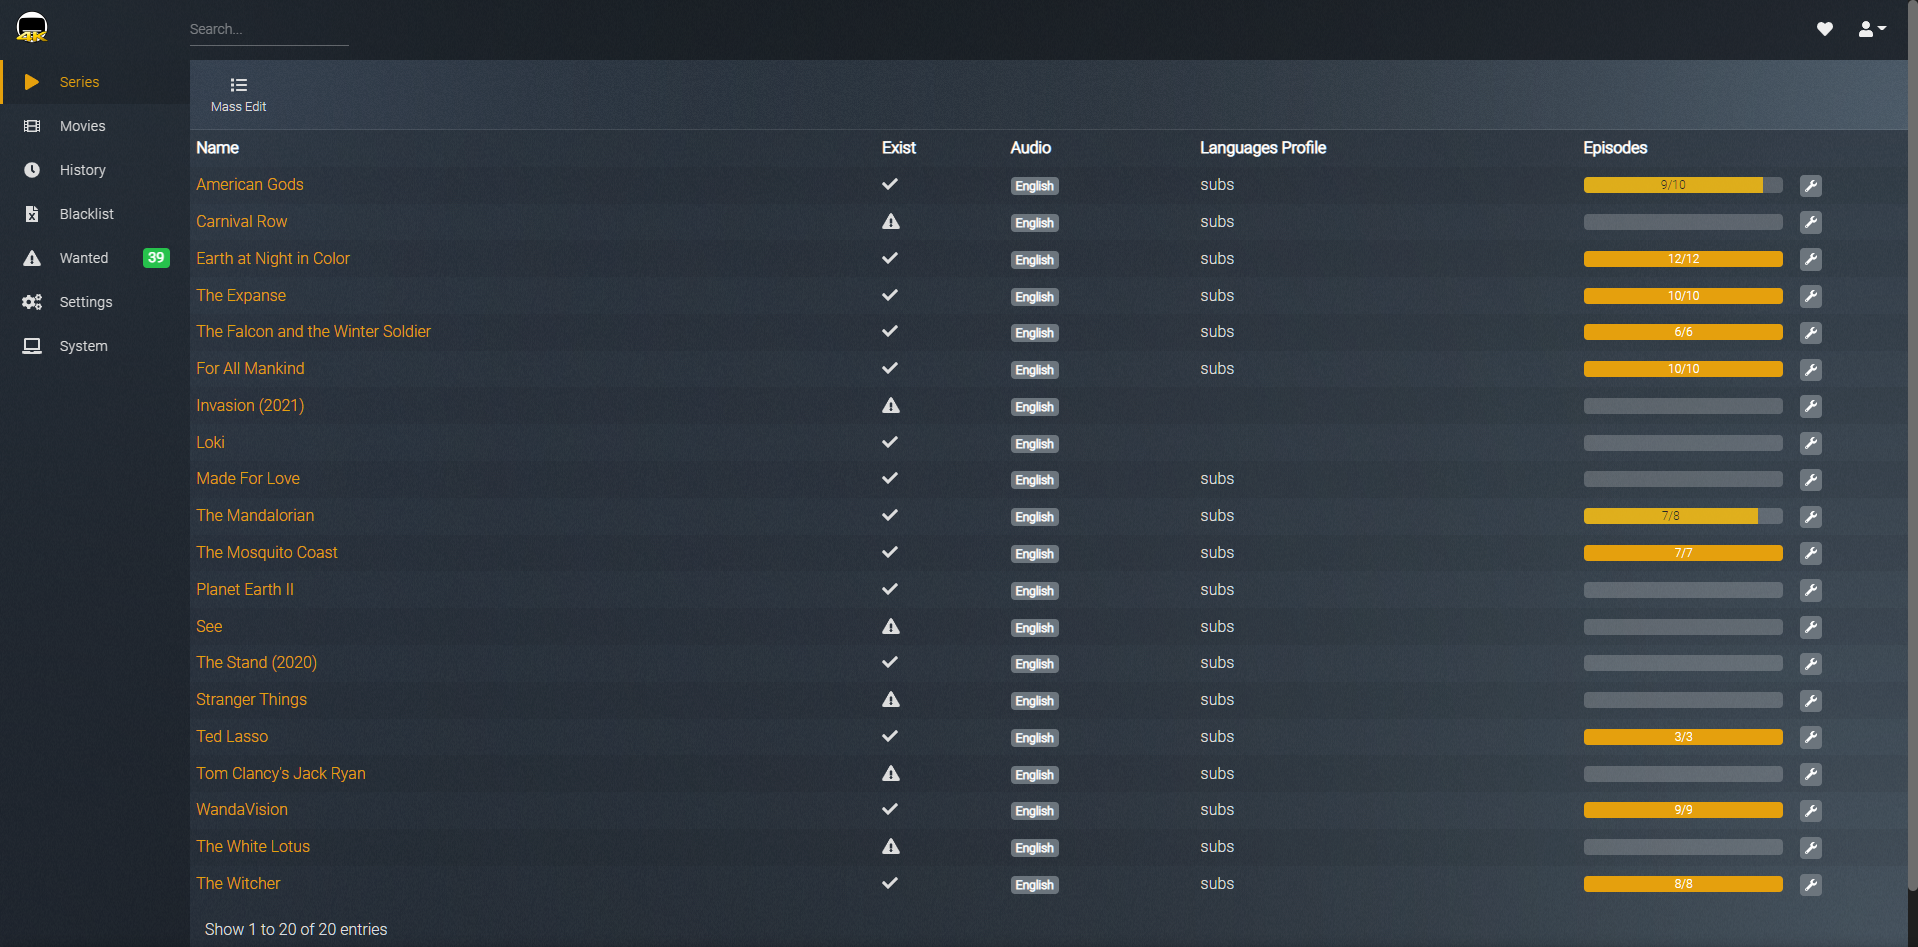 4K
Search...
Series
Movies
History
Blacklist
Wanted 39
Settings
System
Mass Edit
Name Exist Audio Languages Profile Episodes
American Gods English subs 9/10
Carnival Row English subs
Earth at Night in Color English subs 12/12
The Expanse English subs 10/10
The Falcon and the Winter Soldier English subs 6/6
For All Mankind English subs 10/10
Invasion (2021) English
Loki English
Made For Love English subs
The Mandalorian English subs 7/8
The Mosquito Coast English subs 7/7
Planet Earth II English subs
See English subs
The Stand (2020) English subs
Stranger Things English subs
Ted Lasso English subs 3/3
Tom Clancy's Jack Ryan English subs
WandaVision English subs 9/9
The White Lotus English subs
The Witcher English subs 8/8
Show 1 to 20 of 20 entries